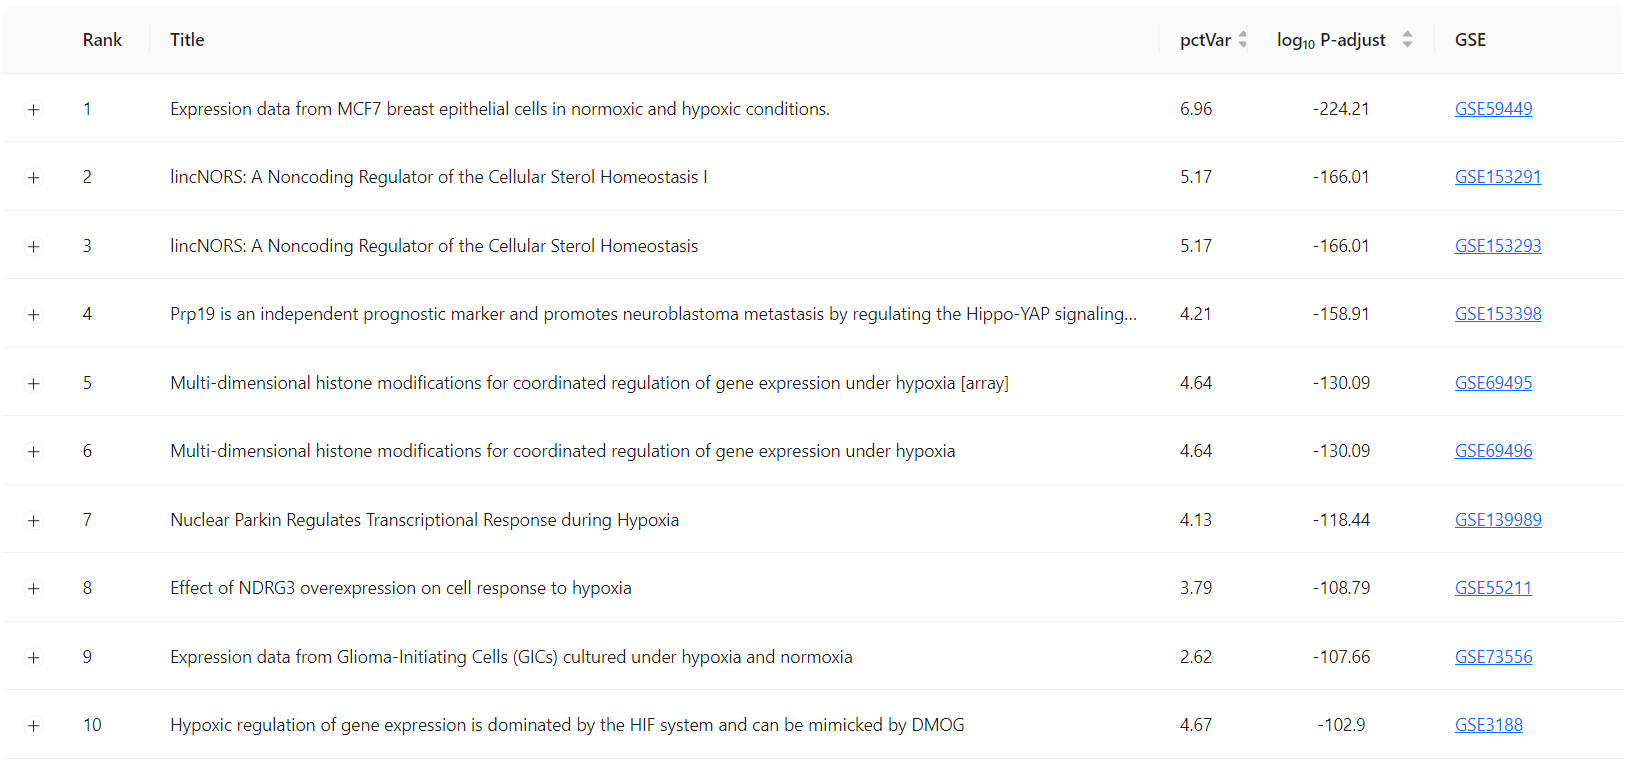 Rank Title pctVar log₁₀ P-adjust GSE
1 Expression data from MCF7 breast epithelial cells in normoxic and hypoxic conditions. 6.96 -224.21 GSE59449
2 lincNORS: A Noncoding Regulator of the Cellular Sterol Homeostasis I 5.17 -166.01 GSE153291
3 lincNORS: A Noncoding Regulator of the Cellular Sterol Homeostasis 5.17 -166.01 GSE153293
4 Prp19 is an independent prognostic marker and promotes neuroblastoma metastasis by regulating the Hippo-YAP signaling... 4.21 -158.91 GSE153398
5 Multi-dimensional histone modifications for coordinated regulation of gene expression under hypoxia [array] 4.64 -130.09 GSE69495
6 Multi-dimensional histone modifications for coordinated regulation of gene expression under hypoxia 4.64 -130.09 GSE69496
7 Nuclear Parkin Regulates Transcriptional Response during Hypoxia 4.13 -118.44 GSE139989
8 Effect of NDRG3 overexpression on cell response to hypoxia 3.79 -108.79 GSE55211
9 Expression data from Glioma-Initiating Cells (GICs) cultured under hypoxia and normoxia 2.62 -107.66 GSE73556
10 Hypoxic regulation of gene expression is dominated by the HIF system and can be mimicked by DMOG 4.67 -102.9 GSE3188